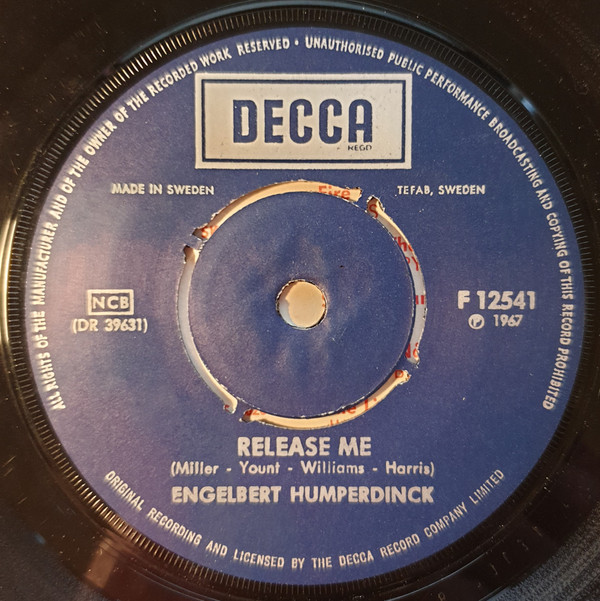 ALL RIGHTS OF THE MANUFACTURER AND OF THE OWNER OF THE RECORDED WORK RESERVED • UNAUTHORISED PUBLIC PERFORMANCE BROADCASTING AND COPYING OF THIS RECORD PROHIBITED
DECCA
REGD
MADE IN SWEDEN
TEFAB, SWEDEN
NCB
(DR 39631)
F 12541
Ⓟ 1967
RELEASE ME
(Miller - Yount - Williams - Harris)
ENGELBERT HUMPERDINCK
ORIGINAL RECORDING AND LICENSED BY THE DECCA RECORD COMPANY LIMITED